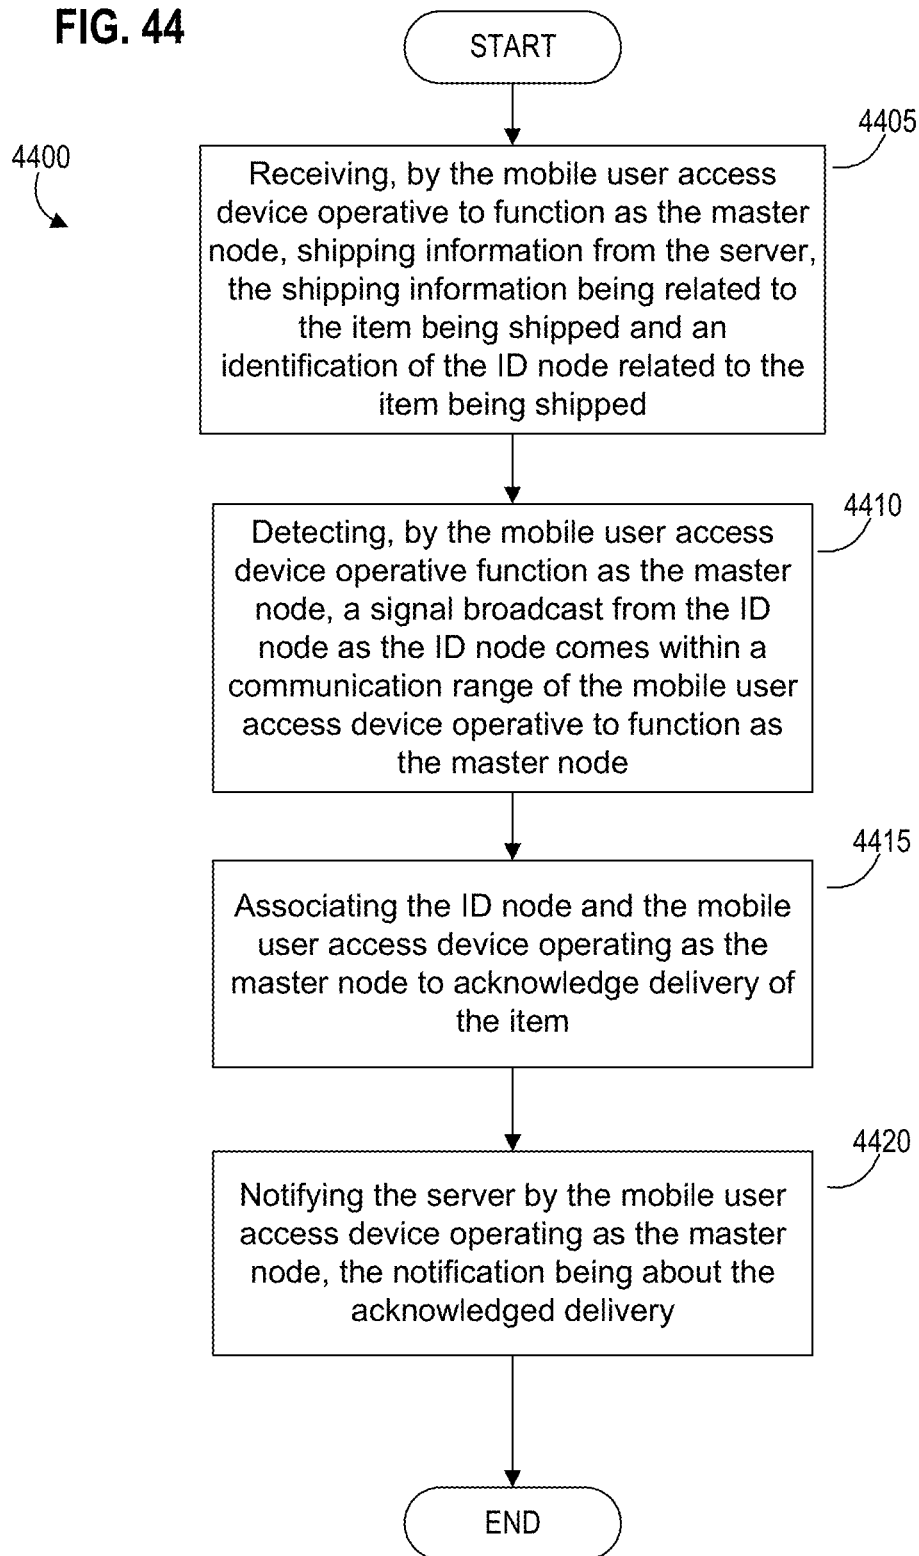 FIG. 44
START
4400
4405
Receiving, by the mobile user access
device operative to function as the master
node, shipping information from the server,
the shipping information being related to
the item being shipped and an
identification of the ID node related to the
item being shipped
4410
Detecting, by the mobile user access
device operative function as the master
node, a signal broadcast from the ID
node as the ID node comes within a
communication range of the mobile user
access device operative to function as
the master node
4415
Associating the ID node and the mobile
user access device operating as the
master node to acknowledge delivery of
the item
4420
Notifying the server by the mobile user
access device operating as the master
node, the notification being about the
acknowledged delivery
END